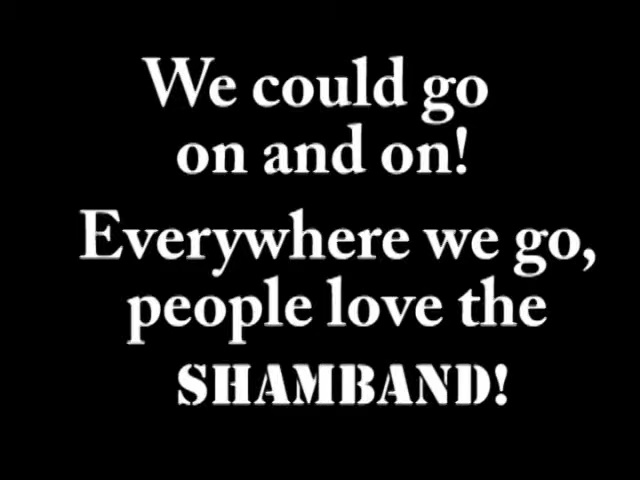 We could go
on and on!
Everywhere we go,
people love the
SHAMBAND!